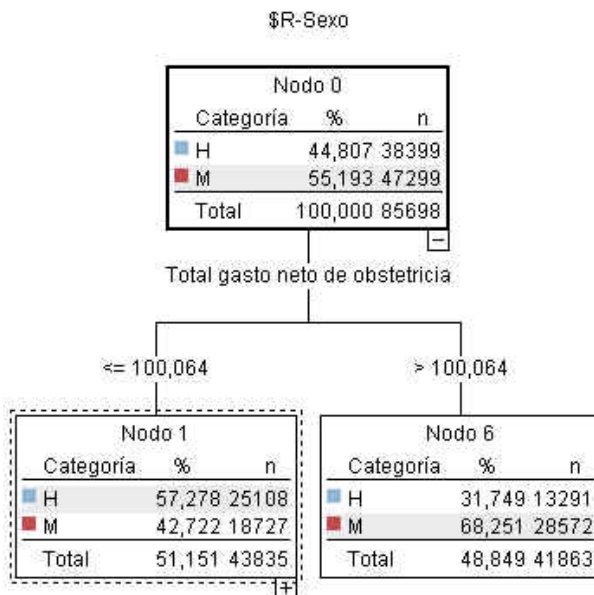 $R-Sexo
Nodo 0
Categoría % n
H 44,807 38399
M 55,193 47299
Total 100,000 85698
Total gasto neto de obstetricia
<= 100,064
> 100,064
Nodo 1
Categoría % n
H 57,278 25108
M 42,722 18727
Total 51,151 43835
Nodo 6
Categoría % n
H 31,749 13291
M 68,251 28572
Total 48,849 41863